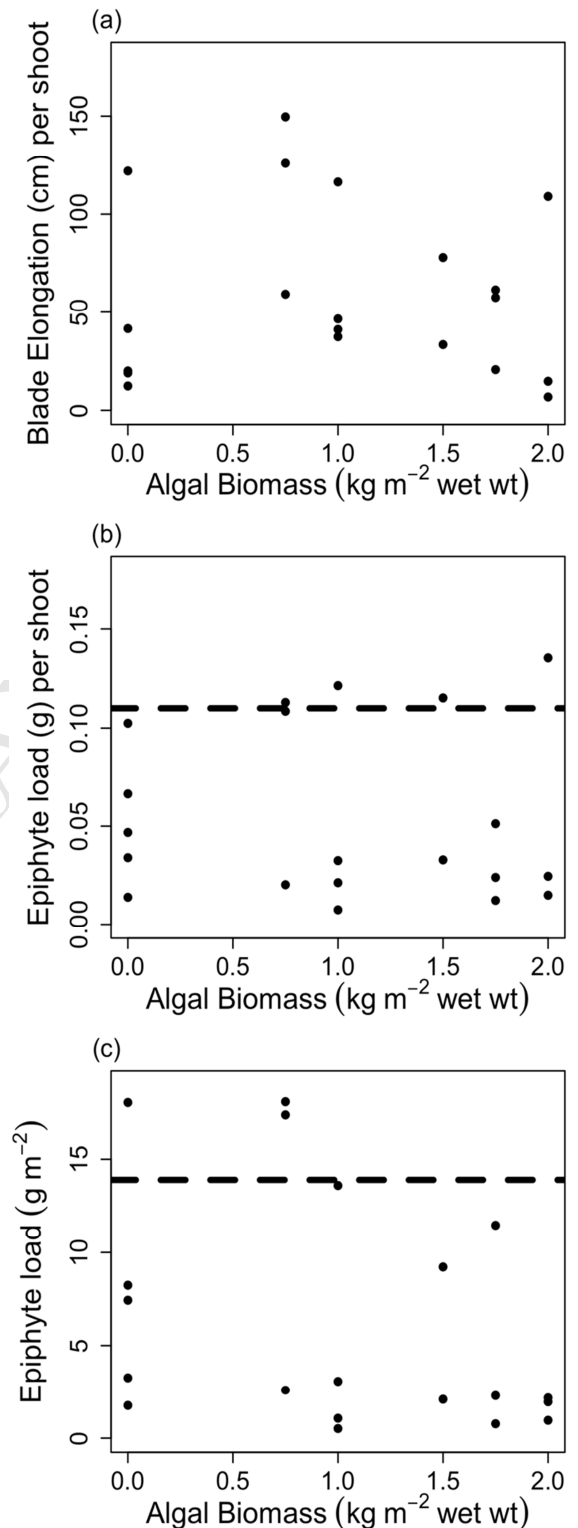 (a)
Blade Elongation (cm) per shoot
150
100
50
0
0.0 0.5 1.0 1.5 2.0
Algal Biomass (kg m⁻² wet wt)
(b)
Epiphyte load (g) per shoot
0.15
0.10
0.05
0.00
0.0 0.5 1.0 1.5 2.0
Algal Biomass (kg m⁻² wet wt)
(c)
Epiphyte load (g m⁻²)
15
10
5
0
0.0 0.5 1.0 1.5 2.0
Algal Biomass (kg m⁻² wet wt)